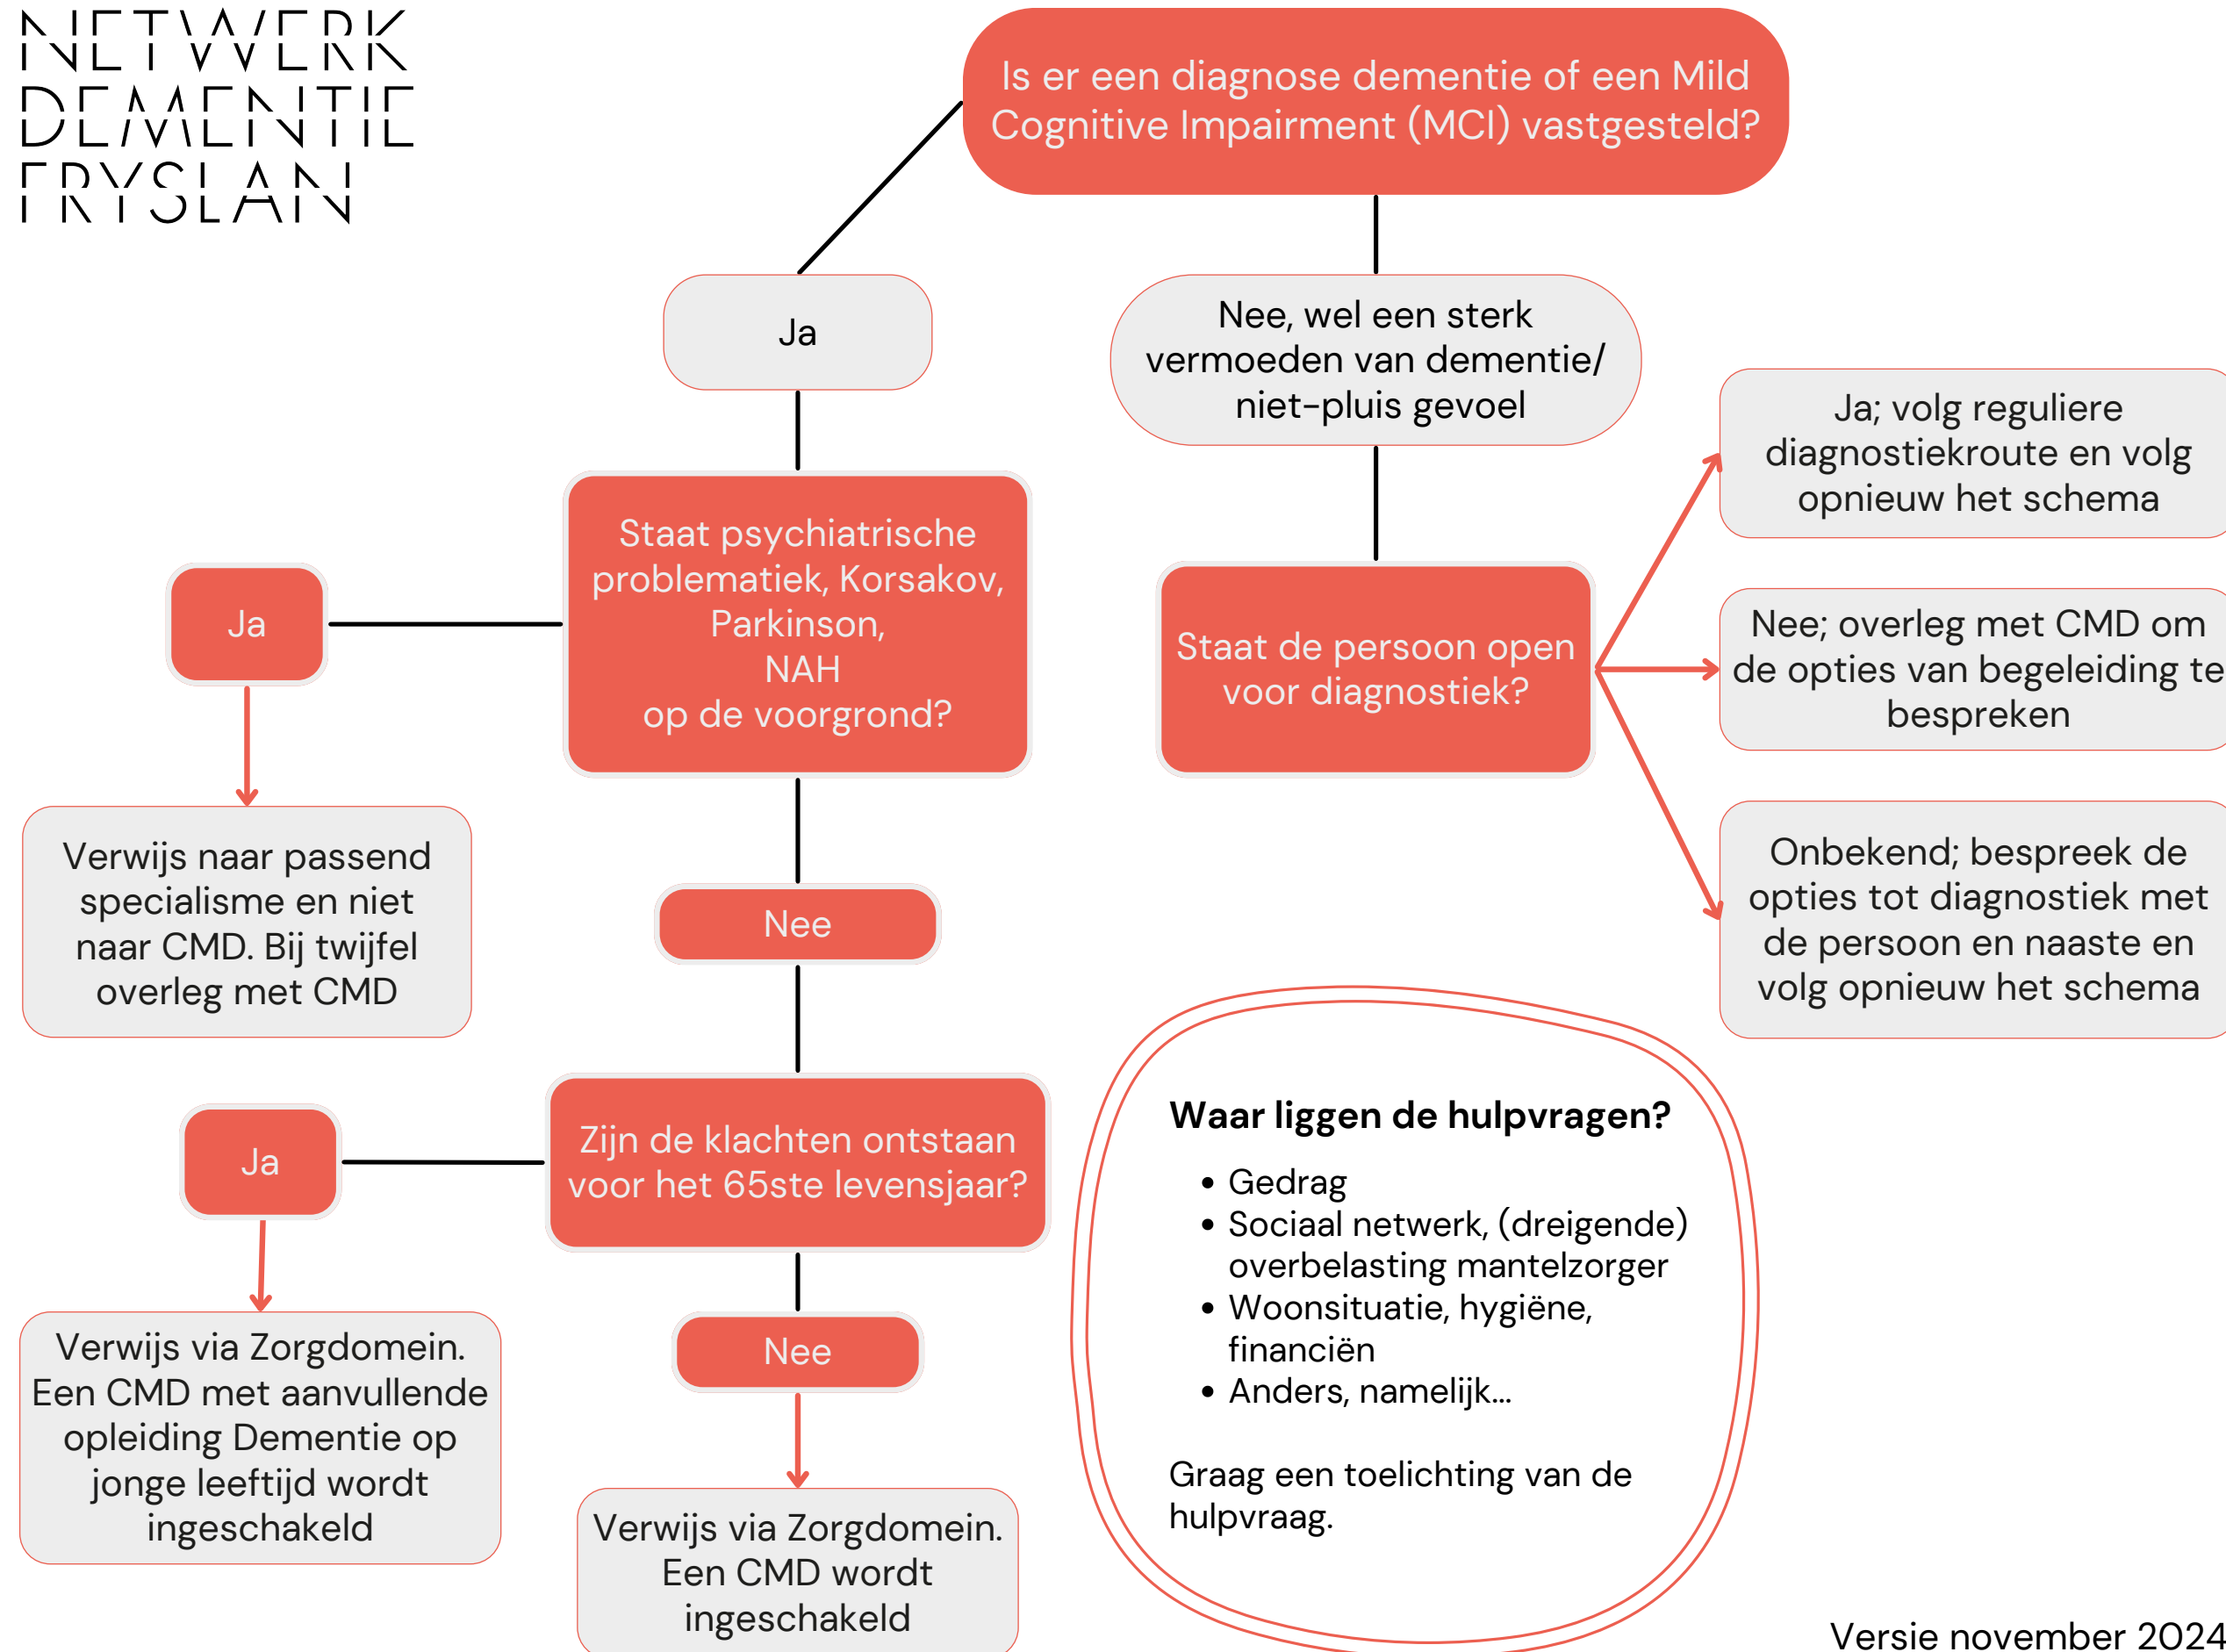 NETWERK
DEMENTIE
FRYSLAN
Is er een diagnose dementie of een Mild
Cognitive Impairment (MCI) vastgesteld?
Ja
Nee, wel een sterk
vermoeden van dementie/
niet-pluis gevoel
Ja; volg reguliere
diagnostiekroute en volg
opnieuw het schema
Staat psychiatrische
problematiek, Korsakov,
Parkinson,
NAH
op de voorgrond?
Ja
Staat de persoon open
voor diagnostiek?
Nee; overleg met CMD om
de opties van begeleiding te
bespreken
Verwijs naar passend
specialisme en niet
naar CMD. Bij twijfel
overleg met CMD
Nee
Onbekend; bespreek de
opties tot diagnostiek met
de persoon en naaste en
volg opnieuw het schema
Zijn de klachten ontstaan
voor het 65ste levensjaar?
Ja
Verwijs via Zorgdomein.
Een CMD met aanvullende
opleiding Dementie op
jonge leeftijd wordt
ingeschakeld
Nee
Verwijs via Zorgdomein.
Een CMD wordt
ingeschakeld
Waar liggen de hulpvragen?
• Gedrag
• Sociaal netwerk, (dreigende)
overbelasting mantelzorger
• Woonsituatie, hygiëne,
financiën
• Anders, namelijk...
Graag een toelichting van de
hulpvraag.
Versie november 2024